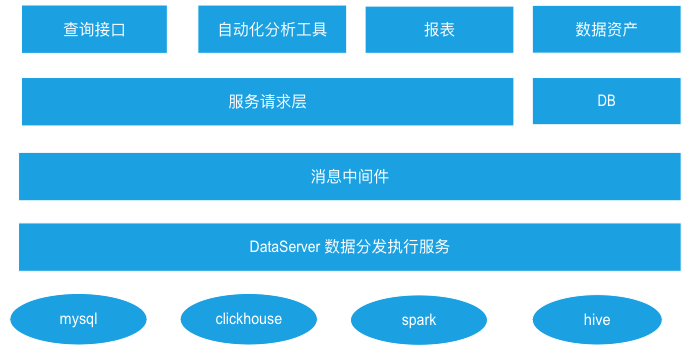 查询接口
自动化分析工具
报表
数据资产
服务请求层
DB
消息中间件
DataServer 数据分发执行服务
mysql
clickhouse
spark
hive